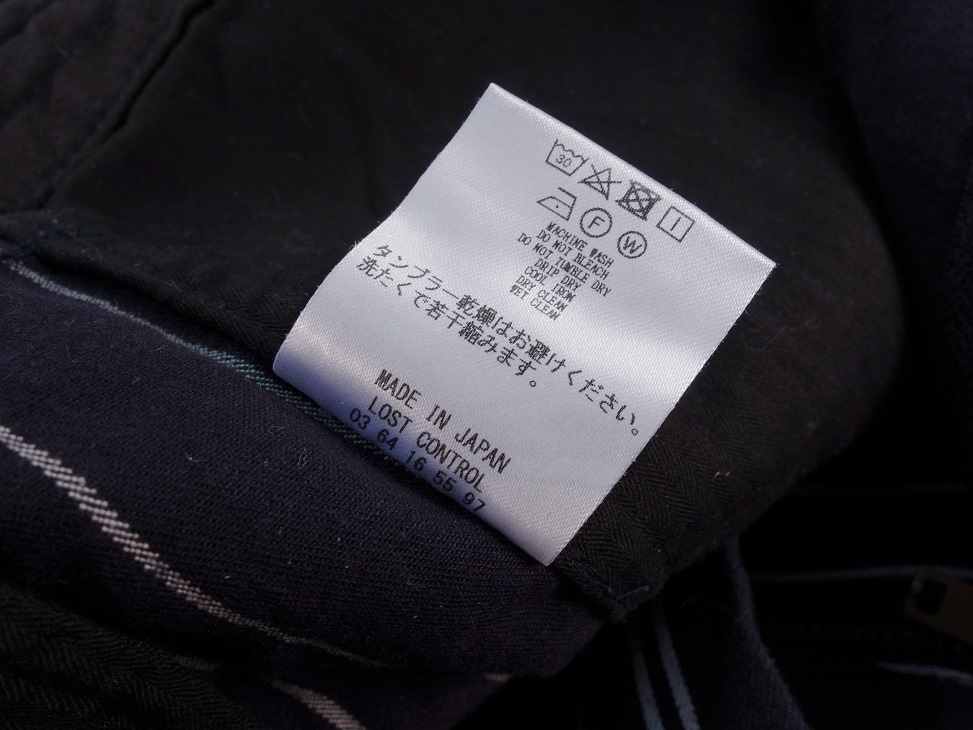 30
F W
MACHINE WASH
DO NOT BLEACH
DO NOT TUMBLE DRY
DRIP DRY
COOL IRON
DRY CLEAN
WET CLEAN
タンブラー乾燥はお避けください。
洗たくで若干縮みます。
MADE IN JAPAN
LOST CONTROL
03 64 16 55 97